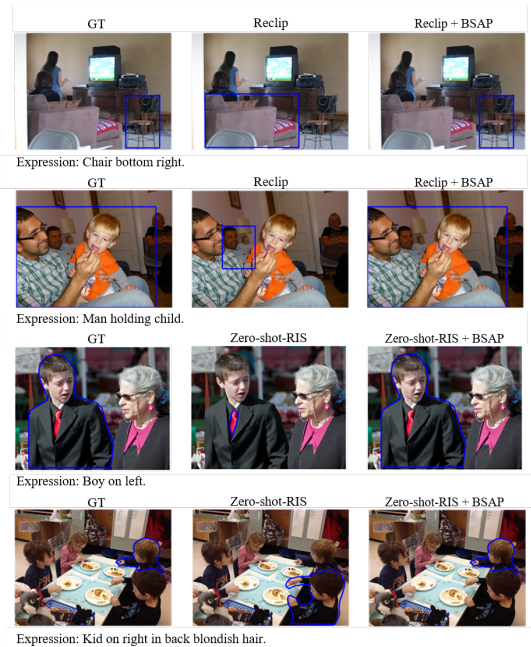 GT Reclip Reclip + BSAP
Expression: Chair bottom right.
GT Reclip Reclip + BSAP
Expression: Man holding child.
GT Zero-shot-RIS Zero-shot-RIS + BSAP
Expression: Boy on left.
GT Zero-shot-RIS Zero-shot-RIS + BSAP
Expression: Kid on right in back blondish hair.